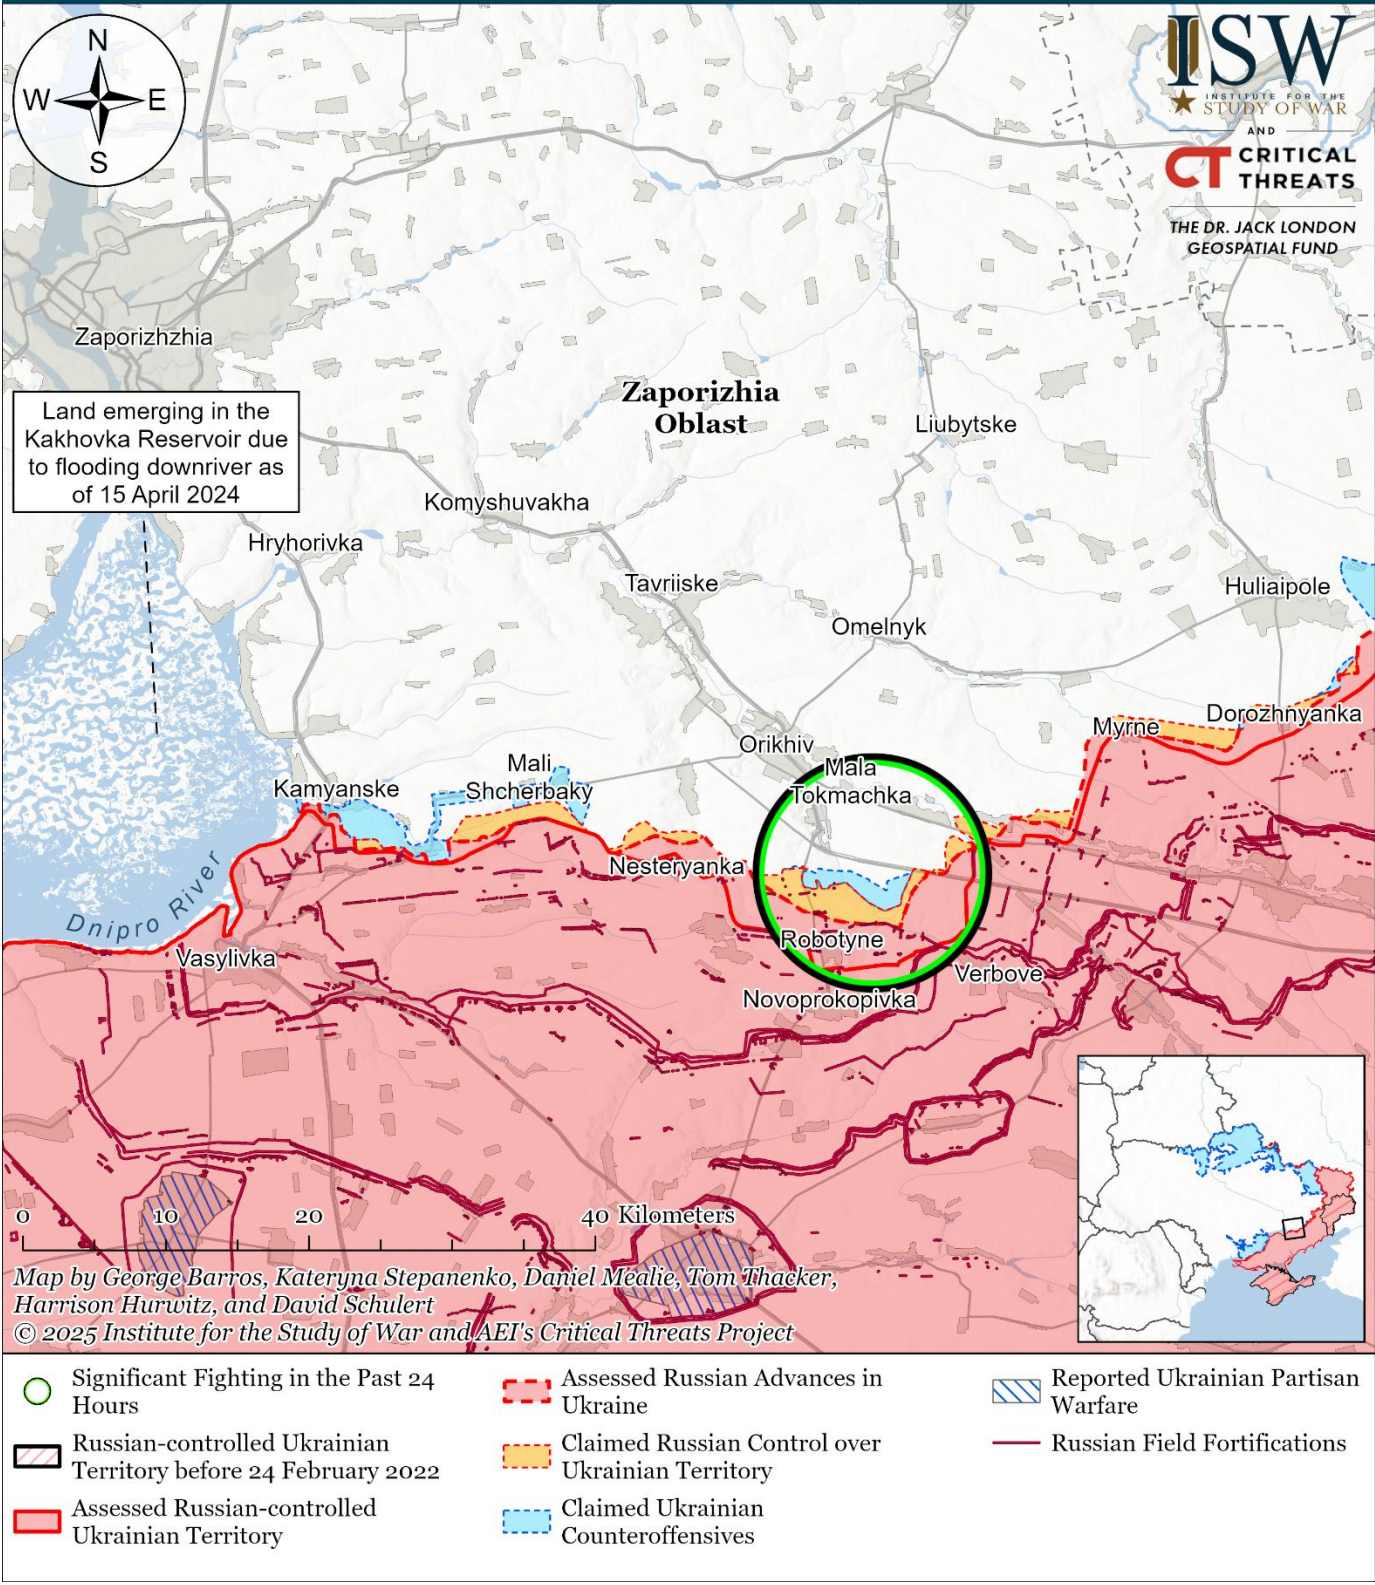 N
W
E
S
ISW
INSTITUTE FOR THE
STUDY OF WAR
AND
CT CRITICAL
THREATS
THE DR. JACK LONDON
GEOSPATIAL FUND
Zaporizhzhia
Land emerging in the
Kakhovka Reservoir due
to flooding downriver as
of 15 April 2024
Zaporizhia
Oblast
Liubytske
Komyshuvakha
Hryhorivka
Tavriiske
Huliaipole
Omelnyk
Dorozhnyanka
Myrne
Orikhiv
Mala
Tokmachka
Mali
Shcherbaky
Kamyanske
Nesteryanka
Dnipro River
Robotyne
Vasylivka
Verbove
Novoprokopivka
0 10 20 40 Kilometers
Map by George Barros, Kateryna Stepanenko, Daniel Mealie, Tom Thacker,
Harrison Hurwitz, and David Schulert
© 2025 Institute for the Study of War and AEI's Critical Threats Project
Significant Fighting in the Past 24
Hours
Russian-controlled Ukrainian
Territory before 24 February 2022
Assessed Russian-controlled
Ukrainian Territory
Assessed Russian Advances in
Ukraine
Claimed Russian Control over
Ukrainian Territory
Claimed Ukrainian
Counteroffensives
Reported Ukrainian Partisan
Warfare
Russian Field Fortifications